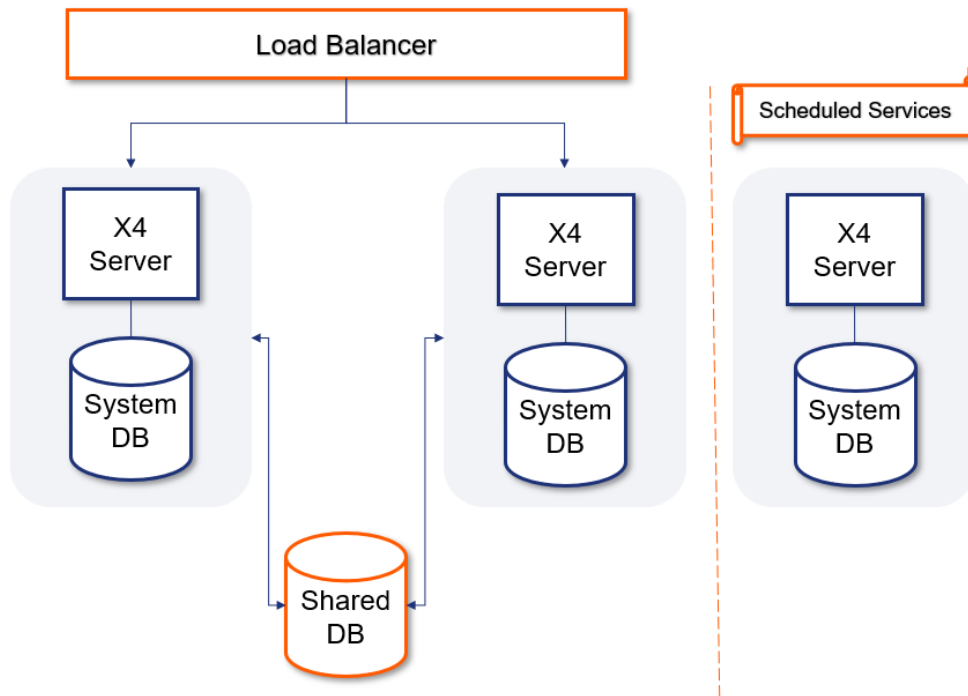 Load Balancer
Scheduled Services
X4
Server
System
DB
X4
Server
System
DB
X4
Server
System
DB
Shared
DB